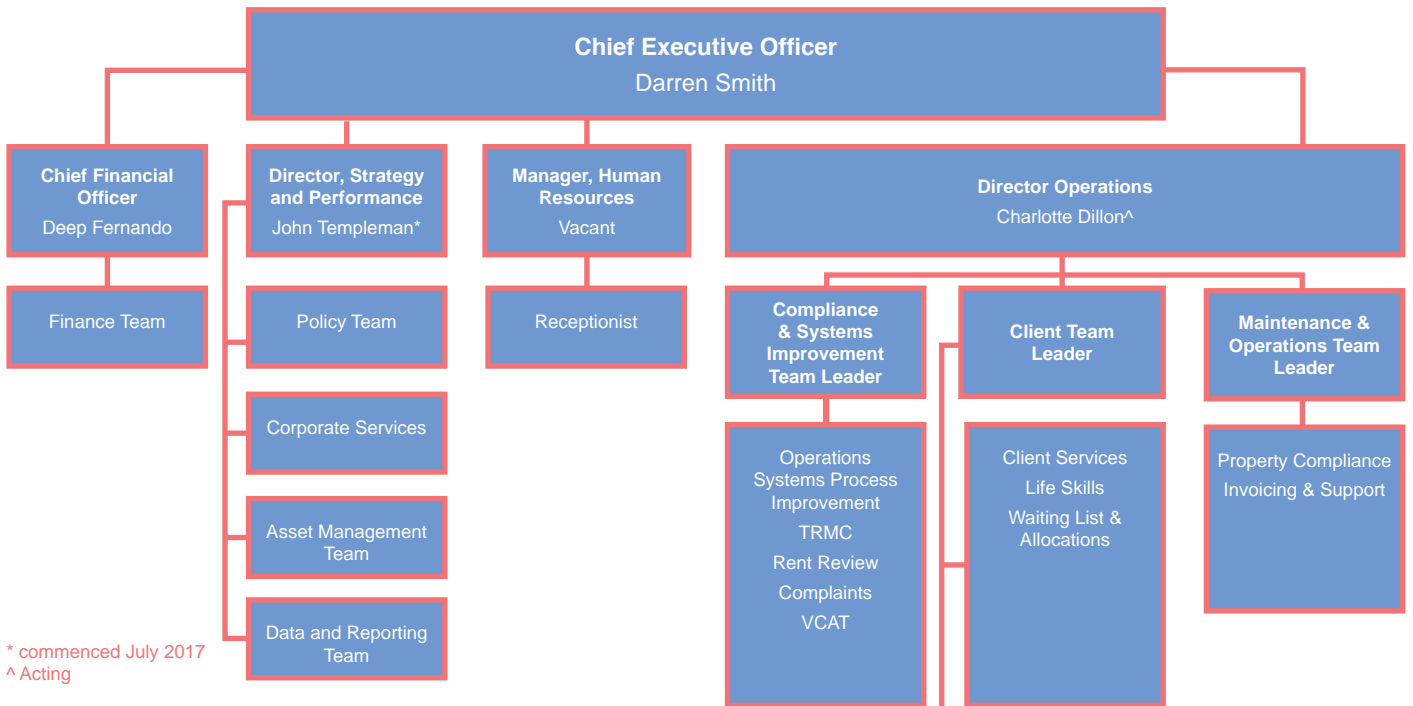 Chief Executive Officer
Darren Smith
Chief Financial
Officer
Deep Fernando
Director, Strategy
and Performance
John Templeman*
Manager, Human
Resources
Vacant
Director Operations
Charlotte Dillon^
Finance Team
Policy Team
Receptionist
Compliance
& Systems
Improvement
Team Leader
Client Team
Leader
Maintenance &
Operations Team
Leader
Corporate Services
Asset Management
Team
Data and Reporting
Team
Operations
Systems Process
Improvement
TRMC
Rent Review
Complaints
VCAT
Client Services
Life Skills
Waiting List &
Allocations
Property Compliance
Invoicing & Support
* commenced July 2017
^ Acting